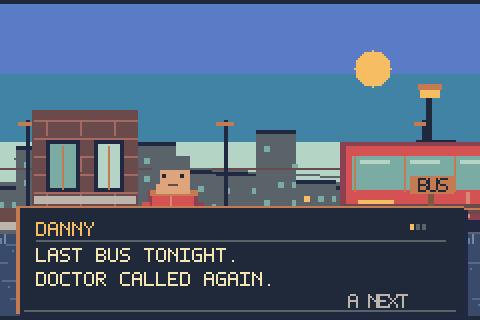 BUS
DANNY
LAST BUS TONIGHT.
DOCTOR CALLED AGAIN.
A NEXT